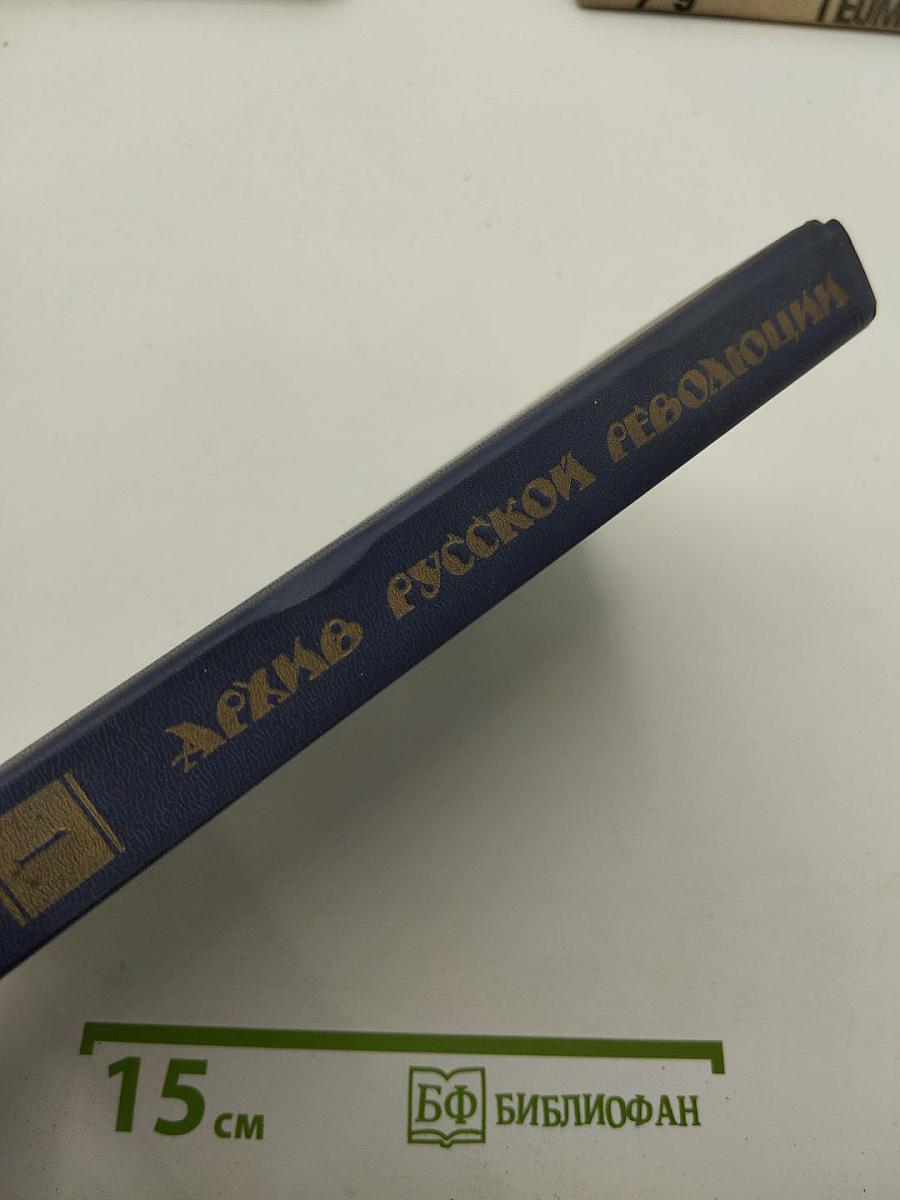 АРХИВ РУССКОЙ РЕВОЛЮЦИИ
1
15 см
БФ БИБЛИОФАН